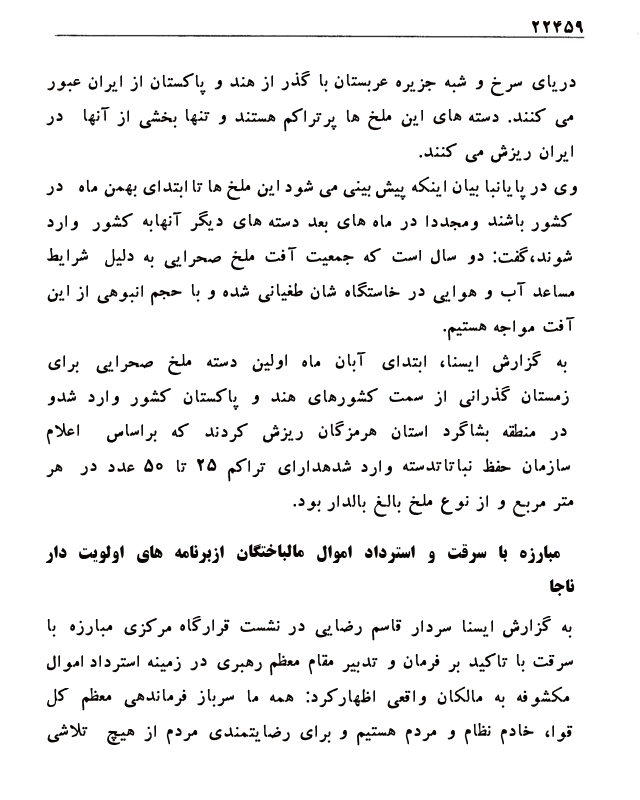 ۲۲۴۵۹
دریای سرخ و شبه جزیره عربستان با گذر از هند و پاکستان از ایران عبور
می کنند. دسته های این ملخ ها پرتراکم هستند و تنها بخشی از آنها در
ایران ریزش می کنند.
وی در پایانبا بیان اینکه پیش بینی می شود این ملخ ها تا ابتدای بهمن ماه در
کشور باشند ومجددا در ماه های بعد دسته های دیگر آنهابه کشور وارد
شوند،گفت: دو سال است که جمعیت آفت ملخ صحرایی به دلیل شرایط
مساعد آب و هوایی در خاستگاه شان طغیانی شده و با حجم انبوهی از این
آفت مواجه هستیم.
به گزارش ایسنا، ابتدای آبان ماه اولین دسته ملخ صحرایی برای
زمستان گذرانی از سمت کشورهای هند و پاکستان کشور وارد شدو
در منطقه بشاگرد استان هرمزگان ریزش کردند که براساس اعلام
سازمان حفظ نباتاتدسته وارد شدهدارای تراکم ۲۵ تا ۵۰ عدد در هر
متر مربع و از نوع ملخ بالغ بالدار بود.
مبارزه با سرقت و استرداد اموال مالباختگان ازبرنامه های اولویت دار
ناجا
به گزارش ایسنا سردار قاسم رضایی در نشست قرارگاه مرکزی مبارزه با
سرقت با تاکید بر فرمان و تدبیر مقام معظم رهبری در زمینه استرداد اموال
مکشوفه به مالکان واقعی اظهارکرد: همه ما سرباز فرماندهی معظم کل
قوا، خادم نظام و مردم هستیم و برای رضایتمندی مردم از هیچ تلاشی